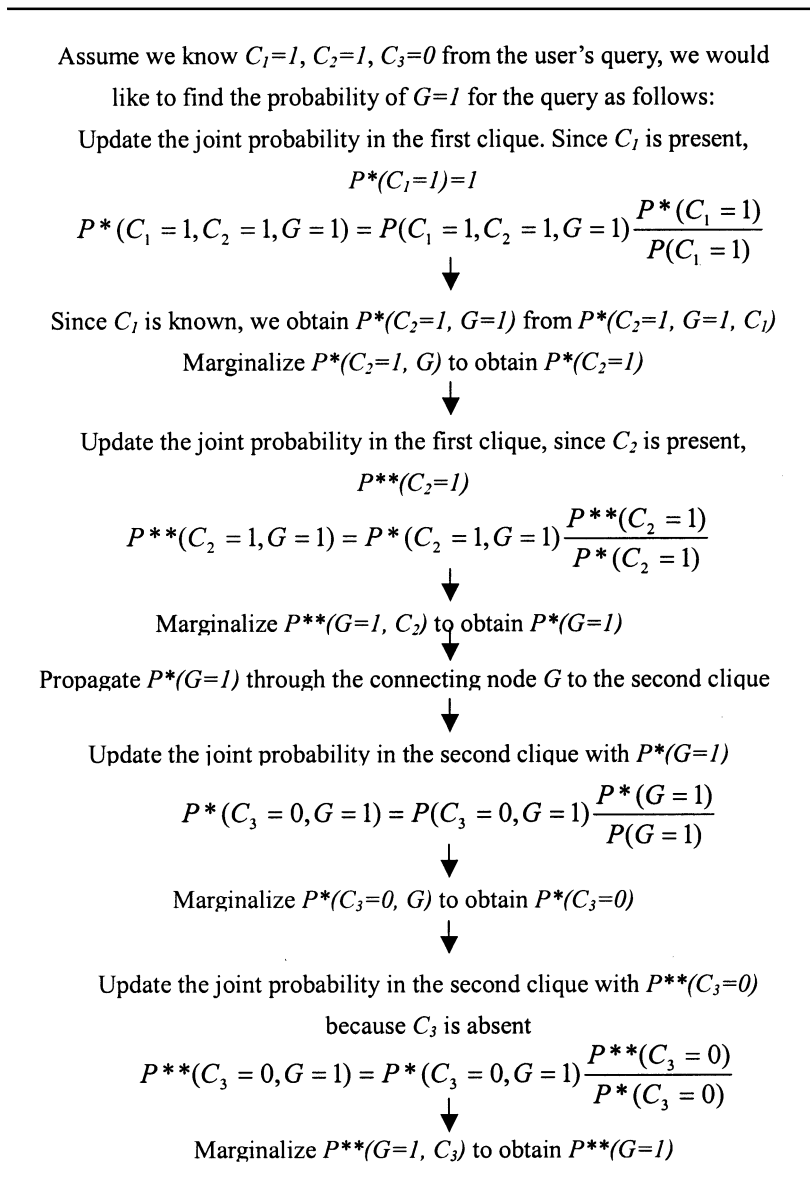 Assume we know C₁=1, C₂=1, C₃=0 from the user's query, we would
like to find the probability of G=1 for the query as follows:
Update the joint probability in the first clique. Since C₁ is present,
P*(C₁=1)=1
P*(C₁ = 1, C₂ = 1, G = 1) = P(C₁ = 1, C₂ = 1, G = 1) P*(C₁ = 1) / P(C₁ = 1)
Since C₁ is known, we obtain P*(C₂=1, G=1) from P*(C₂=1, G=1, C₁)
Marginalize P*(C₂=1, G) to obtain P*(C₂=1)
Update the joint probability in the first clique, since C₂ is present,
P**(C₂=1)
P**(C₂ = 1, G = 1) = P*(C₂ = 1, G = 1) P**(C₂ = 1) / P*(C₂ = 1)
Marginalize P**(G=1, C₂) to obtain P*(G=1)
Propagate P*(G=1) through the connecting node G to the second clique
Update the joint probability in the second clique with P*(G=1)
P*(C₃ = 0, G = 1) = P(C₃ = 0, G = 1) P*(G = 1) / P(G = 1)
Marginalize P*(C₃=0, G) to obtain P*(C₃=0)
Update the joint probability in the second clique with P**(C₃=0)
because C₃ is absent
P**(C₃ = 0, G = 1) = P*(C₃ = 0, G = 1) P**(C₃ = 0) / P*(C₃ = 0)
Marginalize P**(G=1, C₃) to obtain P**(G=1)